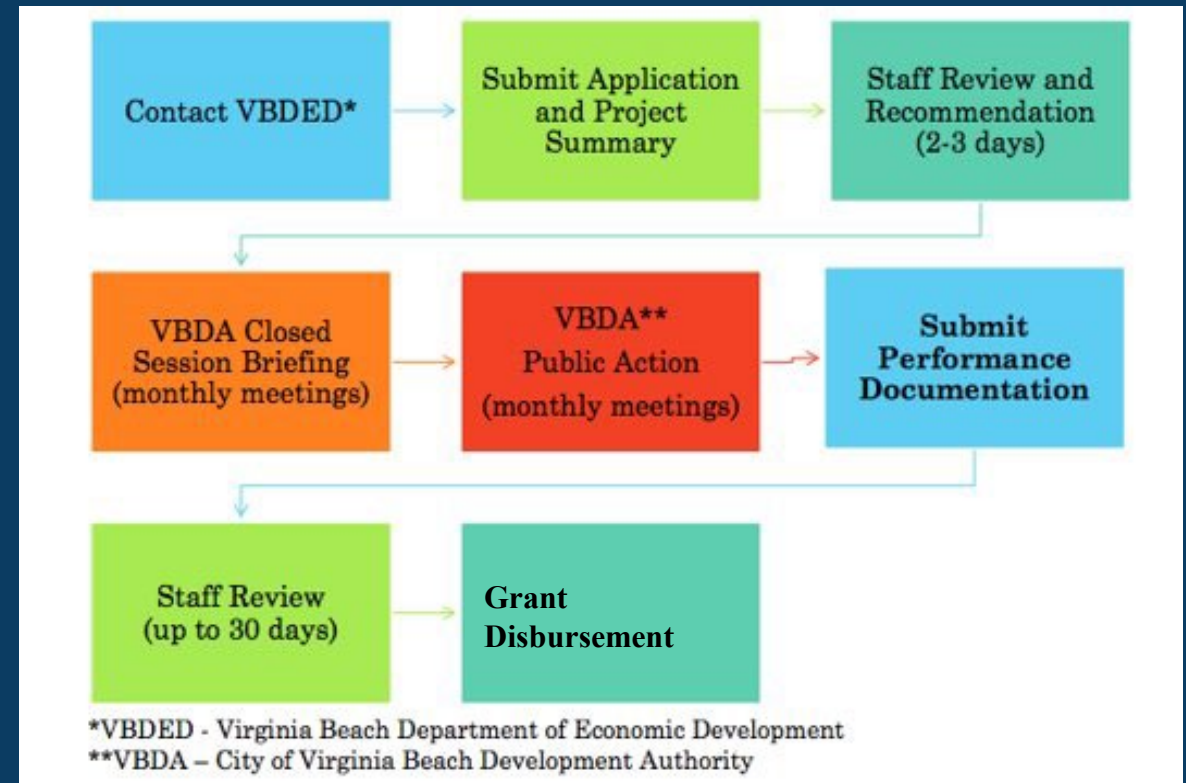 Contact VBDED*
Submit Application
and Project
Summary
Staff Review and
Recommendation
(2-3 days)
VBDA Closed
Session Briefing
(monthly meetings)
VBDA**
Public Action
(monthly meetings)
Submit
Performance
Documentation
Staff Review
(up to 30 days)
Grant
Disbursement
*VBDED - Virginia Beach Department of Economic Development
**VBDA – City of Virginia Beach Development Authority